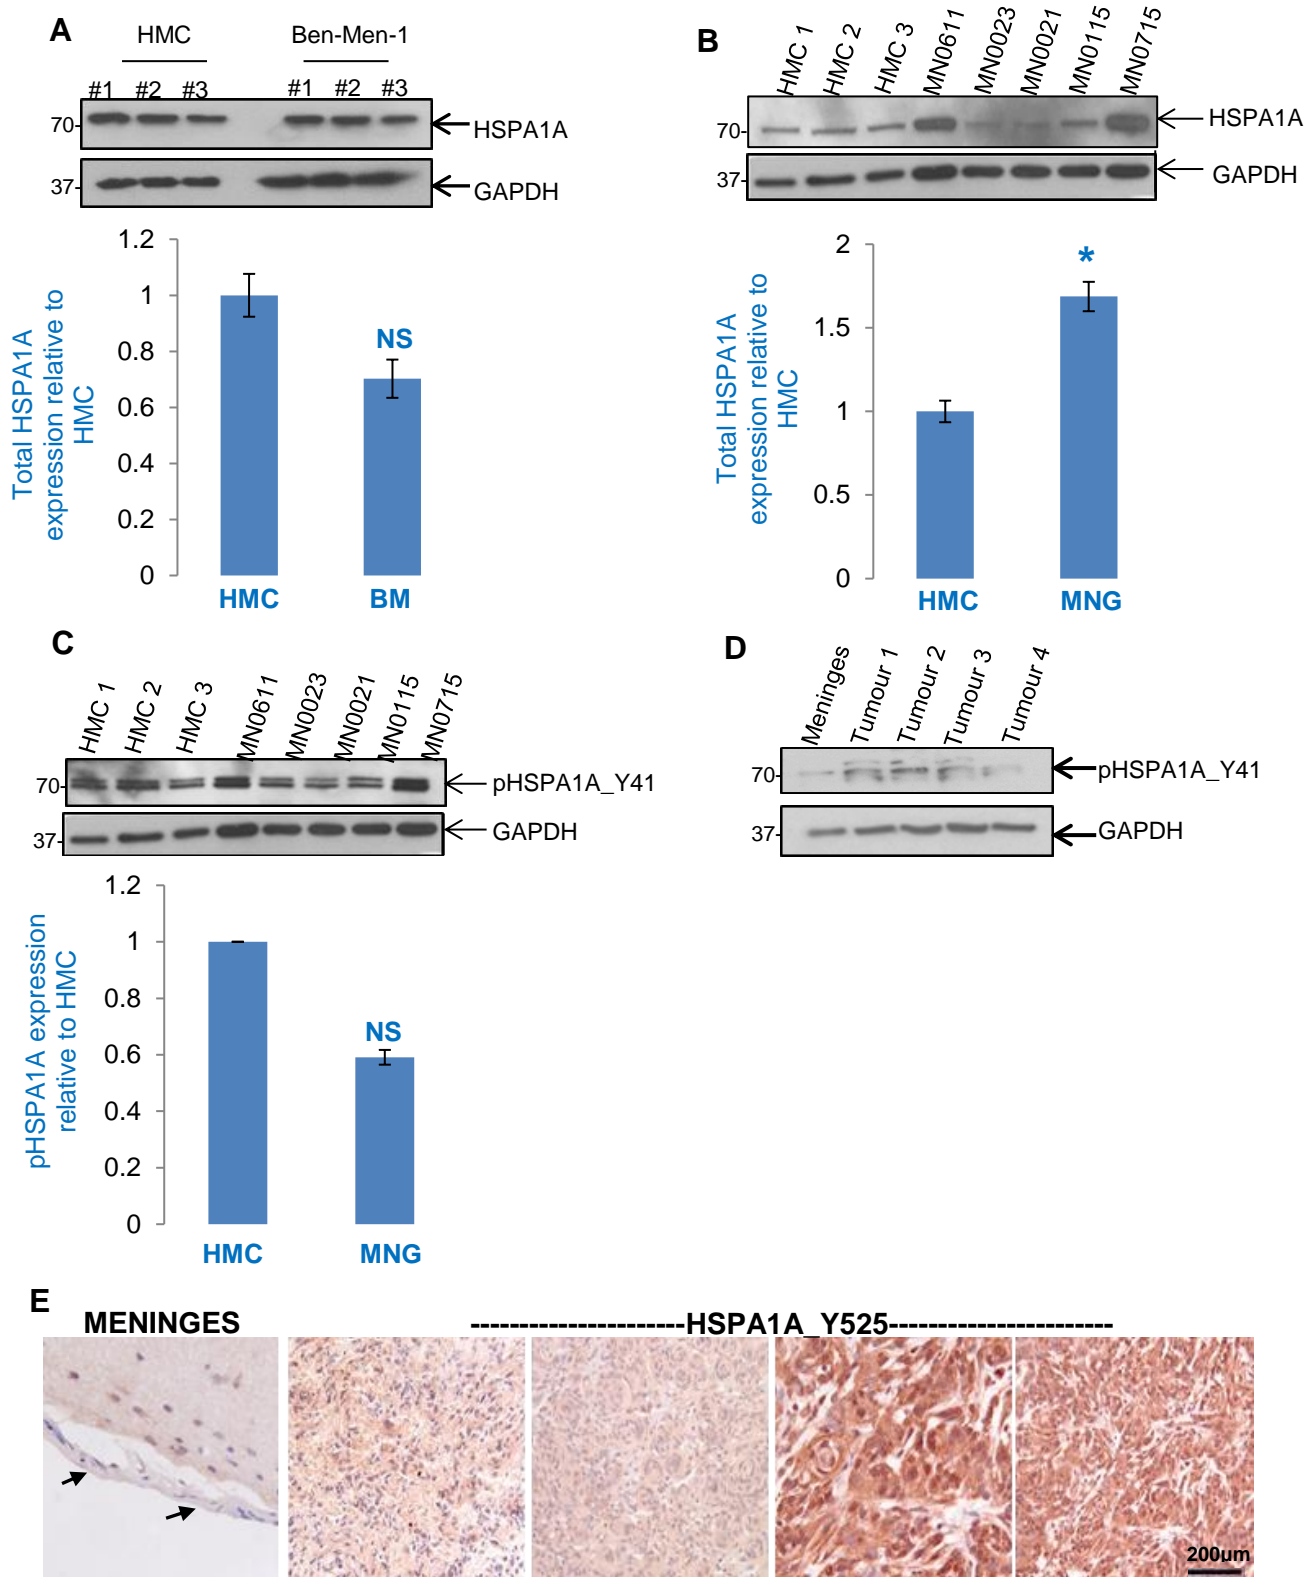 A
HMC Ben-Men-1
#1 #2 #3 #1 #2 #3
70
HSPA1A
37
GAPDH
Total HSPA1A
expression relative to
HMC
1.2
1
0.8
0.6
0.4
0.2
0
NS
HMC BM
B
HMC 1
HMC 2
HMC 3
MN0611
MN0023
MN0021
MN0115
MN0715
70
HSPA1A
37
GAPDH
Total HSPA1A
expression relative to
HMC
2
1.5
1
0.5
0
*
HMC MNG
C
HMC 1
HMC 2
HMC 3
MN0611
MN0023
MN0021
MN0115
MN0715
70
pHSPA1A_Y41
37
GAPDH
pHSPA1A expression
relative to HMC
1.2
1
0.8
0.6
0.4
0.2
0
NS
HMC MNG
D
Meninges
Tumour 1
Tumour 2
Tumour 3
Tumour 4
70
pHSPA1A_Y41
37
GAPDH
E
MENINGES
----------------------HSPA1A_Y525-----------------------
200um